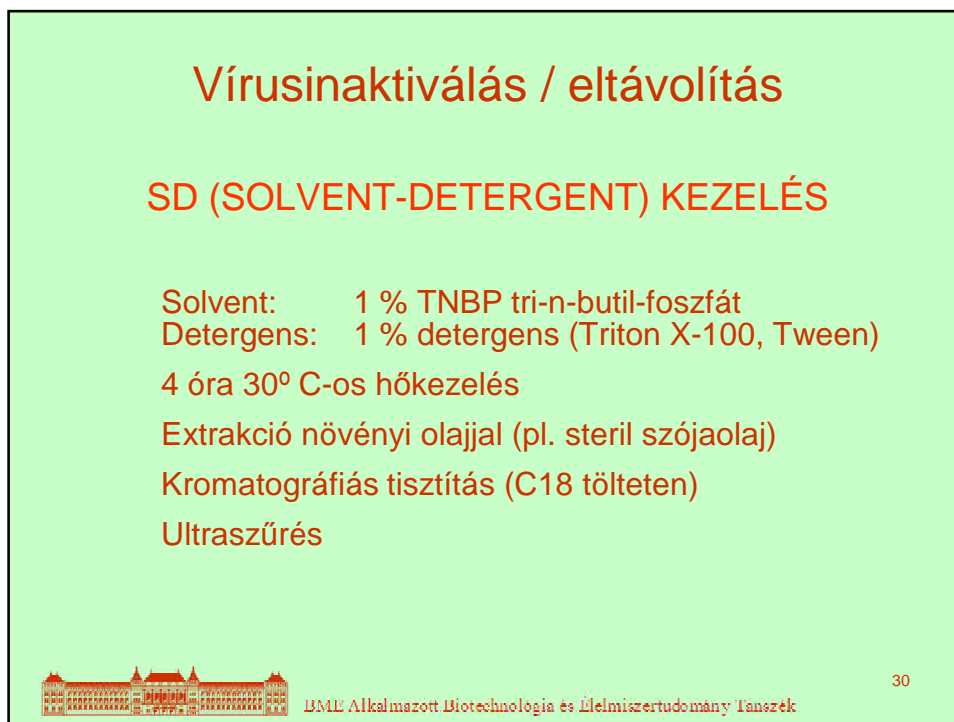 Vírusinaktiválás / eltávolítás
SD (SOLVENT-DETERGENT) KEZELÉS
Solvent: 1 % TNBP tri-n-butil-foszfát
Detergens: 1 % detergens (Triton X-100, Tween)
4 óra 30º C-os hőkezelés
Extrakció növényi olajjal (pl. steril szójaolaj)
Kromatográfiás tisztítás (C18 tölteten)
Ultraszűrés
30
BME Alkalmazott Biotechnológia és Élelmiszertudomány Tanszék